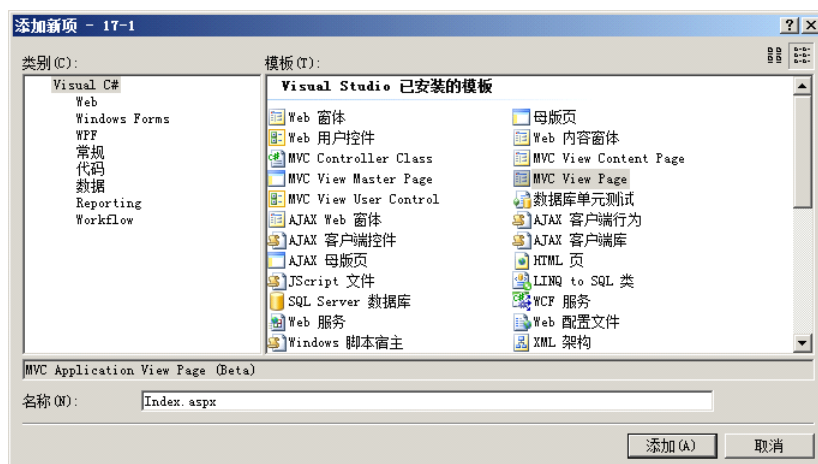 添加新项 - 17-1
类别(C):
模板(T):
Visual C#
Web
Windows Forms
WPF
常规
代码
数据
Reporting
Workflow
Visual Studio 已安装的模板
Web 窗体
母版页
Web 用户控件
Web 内容窗体
MVC Controller Class
MVC View Content Page
MVC View Master Page
MVC View Page
MVC View User Control
数据库单元测试
AJAX Web 窗体
AJAX 客户端行为
AJAX 客户端控件
AJAX 客户端库
AJAX 母版页
HTML 页
JScript 文件
LINQ to SQL 类
SQL Server 数据库
WCF 服务
Web 服务
Web 配置文件
Windows 脚本宿主
XML 架构
MVC Application View Page (Beta)
名称(N):
Index.aspx
添加(A)
取消